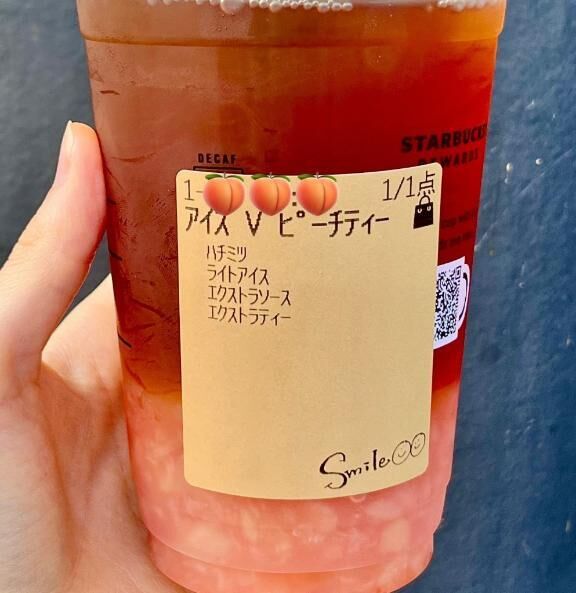 STARBUCKS
REWARDS
DECAF
1- 1/1点
アイス V ピーチティー
ハチミツ
ライトアイス
エクストラソース
エクストラティー
Smile